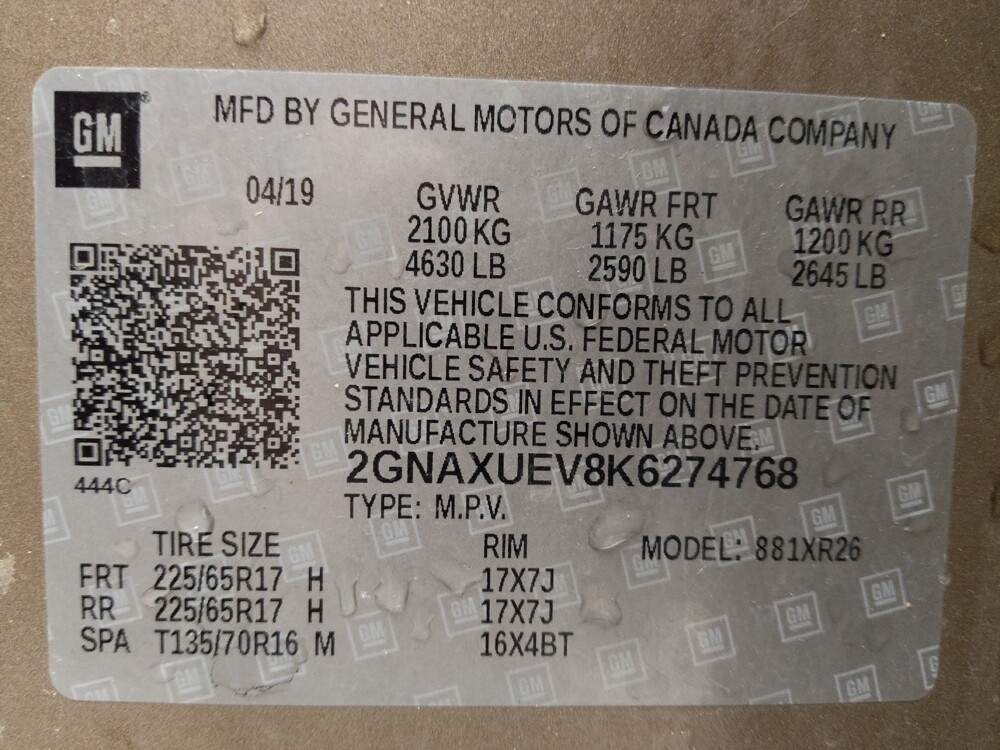 GM
MFD BY GENERAL MOTORS OF CANADA COMPANY
04/19 GVWR GAWR FRT GAWR RR
2100 KG 1175 KG 1200 KG
4630 LB 2590 LB 2645 LB
THIS VEHICLE CONFORMS TO ALL
APPLICABLE U.S. FEDERAL MOTOR
VEHICLE SAFETY AND THEFT PREVENTION
STANDARDS IN EFFECT ON THE DATE OF
MANUFACTURE SHOWN ABOVE.
2GNAXUEV8K6274768
444C
TYPE: M.P.V.
TIRE SIZE RIM MODEL: 881XR26
FRT 225/65R17 H 17X7J
RR 225/65R17 H 17X7J
SPA T135/70R16 M 16X4BT